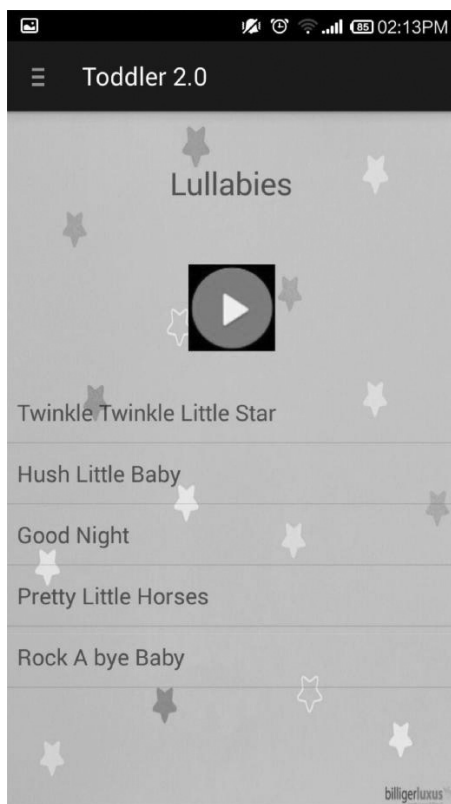 85 02:13PM
Toddler 2.0
Lullabies
Twinkle Twinkle Little Star
Hush Little Baby
Good Night
Pretty Little Horses
Rock A bye Baby
billigerluxus